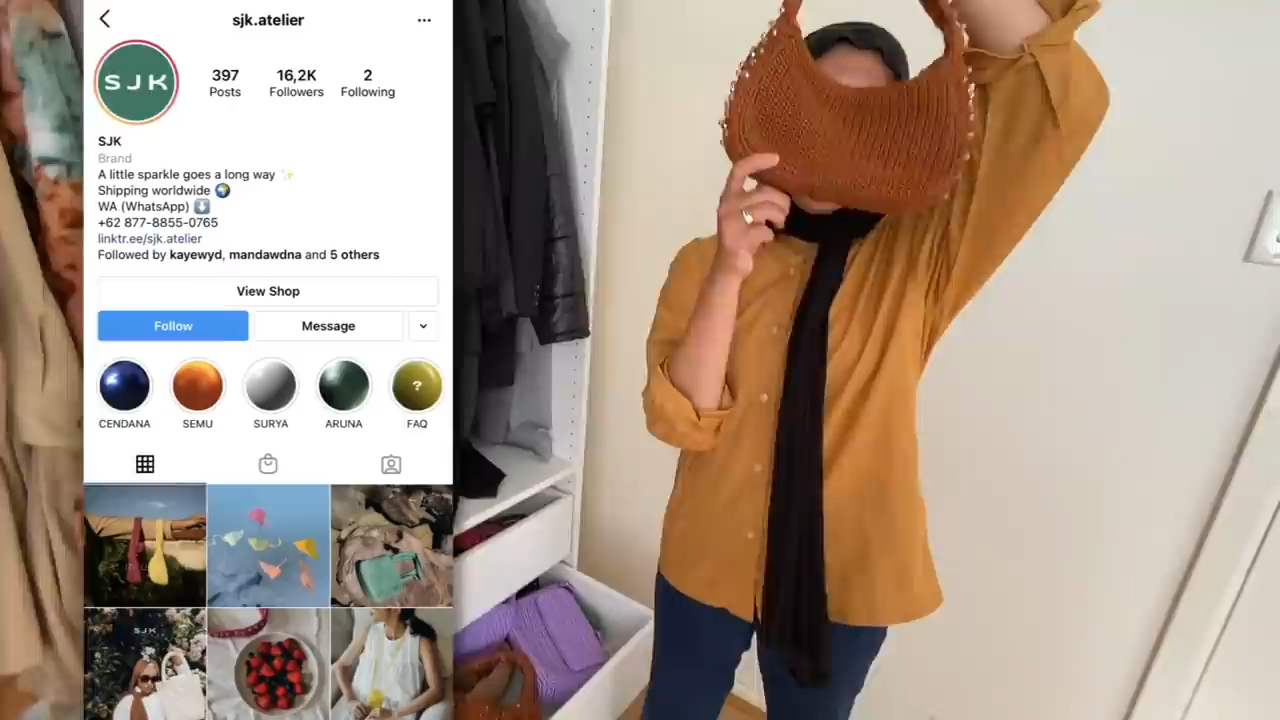 sjk.atelier
SJK
397
16,2K
2
Posts
Followers
Following
SJK
Brand
A little sparkle goes a long way ✨
Shipping worldwide 🌍
WA (WhatsApp) ⬇️
+62 877-8855-0765
linktr.ee/sjk.atelier
Followed by kayewyd, mandawdna and 5 others
View Shop
Follow
Message
?
CENDANA
SEMU
SURYA
ARUNA
FAQ
SJK